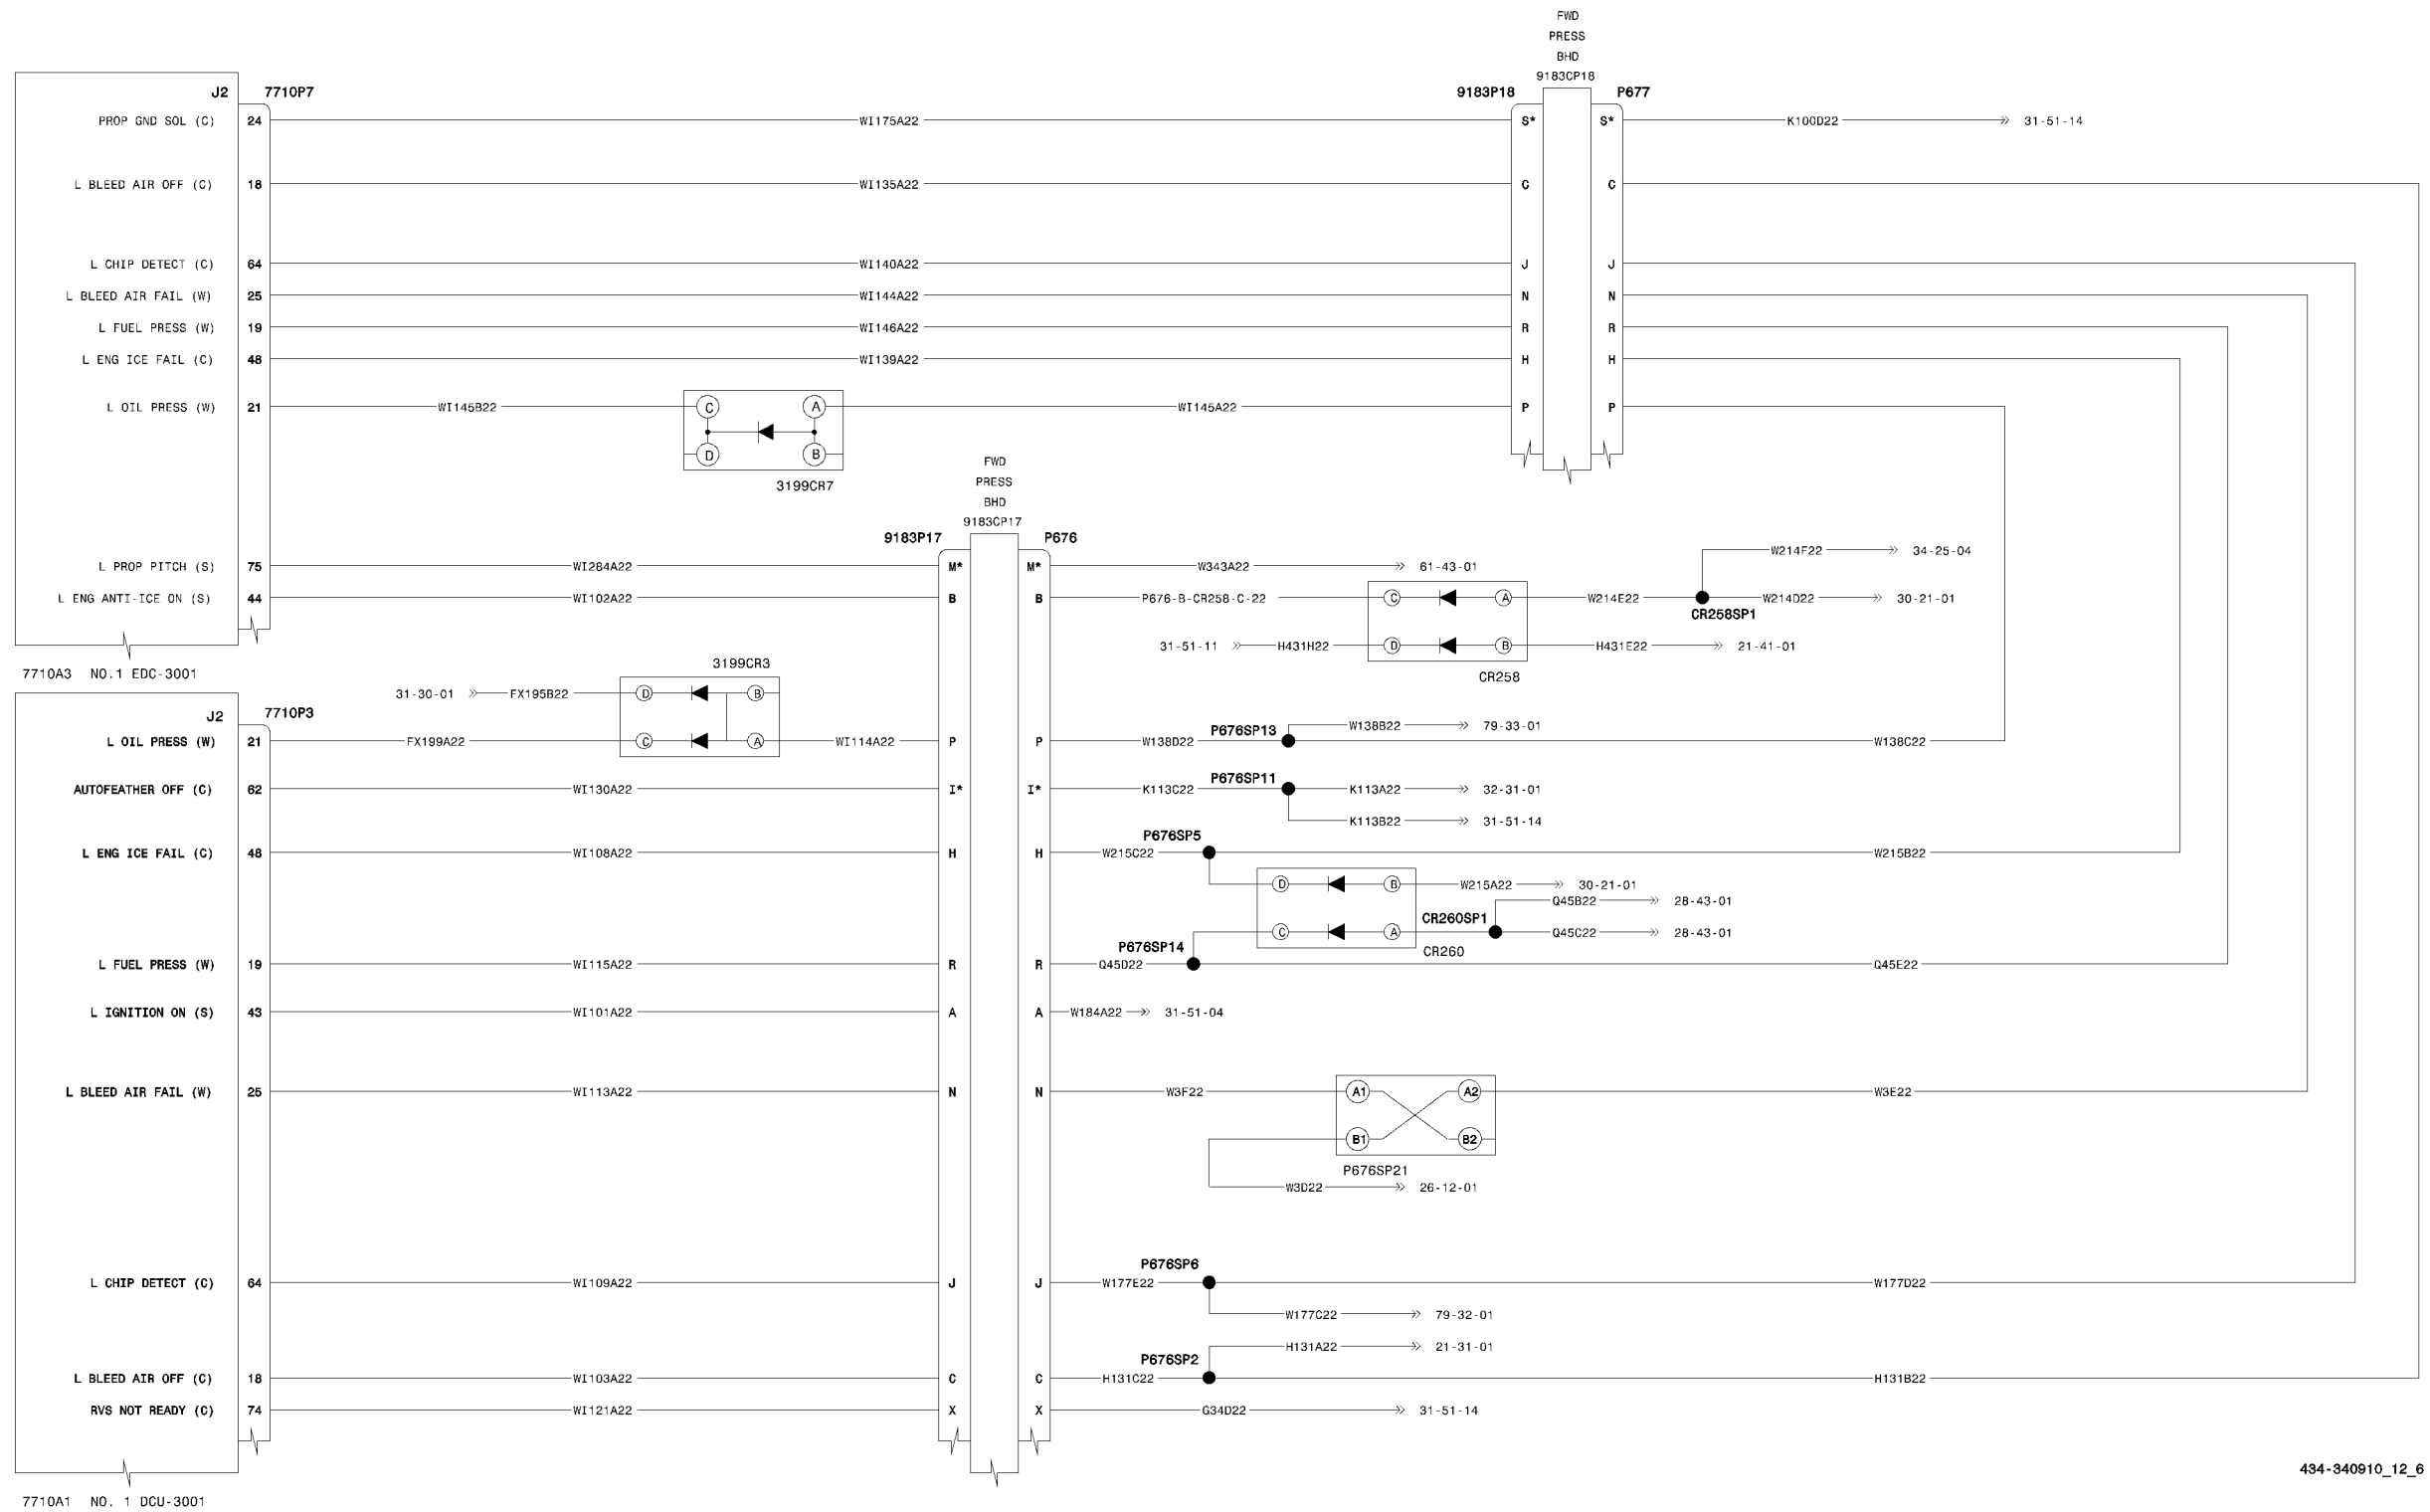 FWD
PRESS
BHD
9183CP18
J2 7710P7 9183P18 P677
PROP GND SOL (C) 24 WI175A22 S* S* K100D22 31-51-14
L BLEED AIR OFF (C) 18 WI135A22 C C
L CHIP DETECT (C) 64 WI140A22 J J
L BLEED AIR FAIL (W) 25 WI144A22 N N
L FUEL PRESS (W) 19 WI146A22 R R
L ENG ICE FAIL (C) 48 WI139A22 H H
L OIL PRESS (W) 21 WI145B22 C A WI145A22 P P
D B
3199CR7
FWD
PRESS
BHD
9183CP17
9183P17 P676
W214F22 34-25-04
L PROP PITCH (S) 75 WI264A22 M* M* W343A22 61-43-01
L ENG ANTI-ICE ON (S) 44 WI102A22 B B P676-B-CR258-C-22 C A W214E22 W214D22 30-21-01
CR258SP1
31-51-11 H431H22 D B H431E22 21-41-01
CR258
7710A3 NO.1 EDC-3001
3199CR3
31-30-01 FX195B22 D B
J2 7710P3
P676SP13 W138B22 79-33-01
L OIL PRESS (W) 21 FX199A22 C A WI114A22 P P W138D22 W138C22
P676SP11
AUTOFEATHER OFF (C) 62 WI130A22 I* I* K113C22 K113A22 32-31-01
K113B22 31-51-14
P676SP5
L ENG ICE FAIL (C) 48 WI108A22 H H W215C22 W215B22
D B W215A22 30-21-01
Q45B22 28-43-01
CR260SP1
C A Q45C22 28-43-01
P676SP14 CR260
L FUEL PRESS (W) 19 WI115A22 R R Q45D22 Q45E22
L IGNITION ON (S) 43 WI101A22 A A W184A22 31-51-04
L BLEED AIR FAIL (W) 25 WI113A22 N N W3F22 A1 A2 W3E22
B1 B2
P676SP21
W3D22 26-12-01
P676SP6
L CHIP DETECT (C) 64 WI109A22 J J W177E22 W177D22
W177C22 79-32-01
H131A22 21-31-01
P676SP2
L BLEED AIR OFF (C) 18 WI103A22 C C H131C22 H131B22
RVS NOT READY (C) 74 WI121A22 X X G34D22 31-51-14
434-340910_12_6
7710A1 NO. 1 DCU-3001